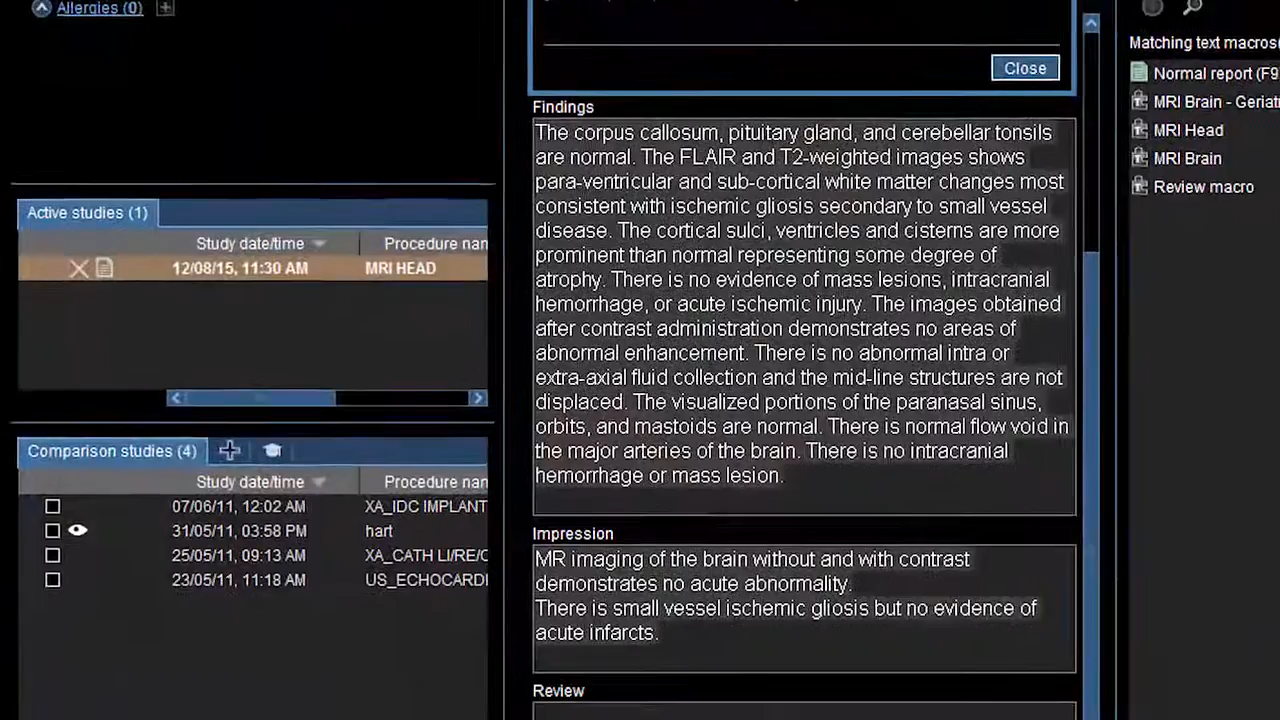 Allergies (0)
Active studies (1)
Study date/time
Procedure nan
12/08/15, 11:30 AM
MRI HEAD
Comparison studies (4)
Study date/time
Procedure nan
07/06/11, 12:02 AM
XA_IDC IMPLANT
31/05/11, 03:58 PM
hart
25/05/11, 09:13 AM
XA_CATH LI/RE/C
23/05/11, 11:18 AM
US_ECHOCARDI
Close
Findings
The corpus callosum, pituitary gland, and cerebellar tonsils
are normal. The FLAIR and T2-weighted images shows
para-ventricular and sub-cortical white matter changes most
consistent with ischemic gliosis secondary to small vessel
disease. The cortical sulci, ventricles and cisterns are more
prominent than normal representing some degree of
atrophy. There is no evidence of mass lesions, intracranial
hemorrhage, or acute ischemic injury. The images obtained
after contrast administration demonstrates no areas of
abnormal enhancement. There is no abnormal intra or
extra-axial fluid collection and the mid-line structures are not
displaced. The visualized portions of the paranasal sinus,
orbits, and mastoids are normal. There is normal flow void in
the major arteries of the brain. There is no intracranial
hemorrhage or mass lesion.
Impression
MR imaging of the brain without and with contrast
demonstrates no acute abnormality.
There is small vessel ischemic gliosis but no evidence of
acute infarcts.
Review
Matching text macros(
Normal report (F9
MRI Brain - Geriat
MRI Head
MRI Brain
Review macro